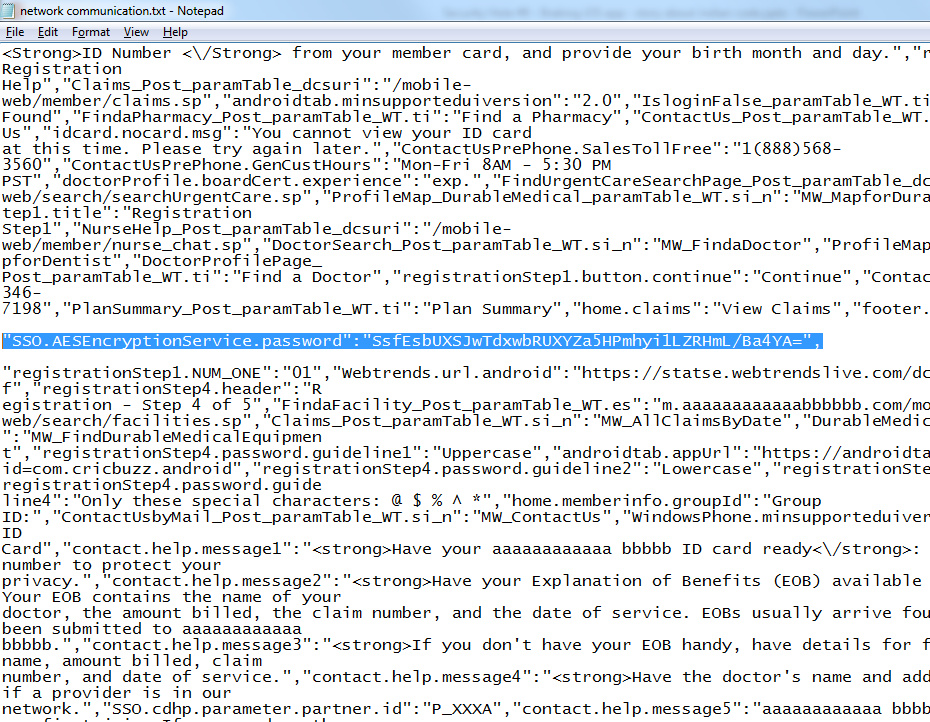 network communication.txt - Notepad
File Edit Format View Help
<Strong>ID Number <\/Strong> from your member card, and provide your birth month and day.","r
Registration
Help","Claims_Post_paramTable_dcsuri":"/mobile-
web/member/claims.sp","androidtab.minsupporteduiversion":"2.0","IsloginFalse_paramTable_WT.ti
Found","FindaPharmacy_Post_paramTable_WT.ti":"Find a Pharmacy","ContactUs_Post_paramTable_WT.
Us","idcard.nocard.msg":"You cannot view your ID card
at this time. Please try again later.","ContactUsPrePhone.SalesTollFree":"1(888)568-
3560","ContactUsPrePhone.GenCustHours":"Mon-Fri 8AM - 5:30 PM
PST","doctorProfile.boardCert.experience":"exp.","FindUrgentCareSearchPage_Post_paramTable_dc
web/search/searchUrgentCare.sp","ProfileMap_DurableMedical_paramTable_WT.si_n":"MW_MapforDura
tep1.title":"Registration
Step1","NurseHelp_Post_paramTable_dcsuri":"/mobile-
web/member/nurse_chat.sp","DoctorSearch_Post_paramTable_WT.si_n":"MW_FindaDoctor","ProfileMap
pforDentist","DoctorProfilePage_
Post_paramTable_WT.ti":"Find a Doctor","registrationStep1.button.continue":"Continue","Contac
346-
7198","PlanSummary_Post_paramTable_WT.ti":"Plan Summary","home.claims":"View Claims","footer.
"SSO.AESEncryptionService.password":"SsfEsbUXSJwTdxwbRUXYZa5HPmhyi1LZRHmL/Ba4YA=",
"registrationStep1.NUM_ONE":"01","Webtrends.url.android":"https://statse.webtrendslive.com/dc
f","registrationStep4.header":"R
egistration - Step 4 of 5","FindaFacility_Post_paramTable_WT.es":"m.aaaaaaaaaaaabbbbbb.com/mo
web/search/facilities.sp","Claims_Post_paramTable_WT.si_n":"MW_AllClaimsByDate","DurableMedic
":"MW_FindDurableMedicalEquipmen
t","registrationStep4.password.guideline1":"Uppercase","androidtab.appUrl":"https://androidta
id=com.cricbuzz.android","registrationStep4.password.guideline2":"Lowercase","registrationSte
registrationStep4.password.guide
line4":"Only these special characters: @ $ % ^ *","home.memberinfo.groupId":"Group
ID:","ContactUsbyMail_Post_paramTable_WT.si_n":"MW_ContactUs","WindowsPhone.minsupporteduiver
ID
Card","contact.help.message1":"<strong>Have your aaaaaaaaaaaa bbbbb ID card ready<\/strong>:
number to protect your
privacy.","contact.help.message2":"<strong>Have your Explanation of Benefits (EOB) available
Your EOB contains the name of your
doctor, the amount billed, the claim number, and the date of service. EOBs usually arrive fou
been submitted to aaaaaaaaaaaa
bbbbb.","contact.help.message3":"<strong>If you don't have your EOB handy, have details for f
name, amount billed, claim
number, and date of service.","contact.help.message4":"<strong>Have the doctor's name and add
if a provider is in our
network.","SSO.cdhp.parameter.partner.id":"P_XXXA","contact.help.message5":"aaaaaaaaaaaa bbbb